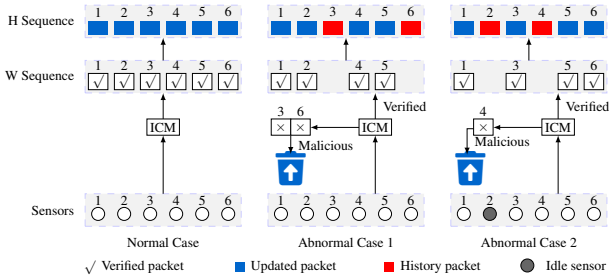 H Sequence 1 2 3 4 5 6 1 2 3 4 5 6 1 2 3 4 5 6
W Sequence 1 2 3 4 5 6 1 2 4 5 1 3 5 6
√ √ √ √ √ √ √ √ √ √ √ √ √ √
Verified Verified
3 6 4
ICM × × ICM × ICM
Malicious Malicious
Sensors 1 2 3 4 5 6 1 2 3 4 5 6 1 2 3 4 5 6
Normal Case Abnormal Case 1 Abnormal Case 2
√ Verified packet Updated packet History packet Idle sensor